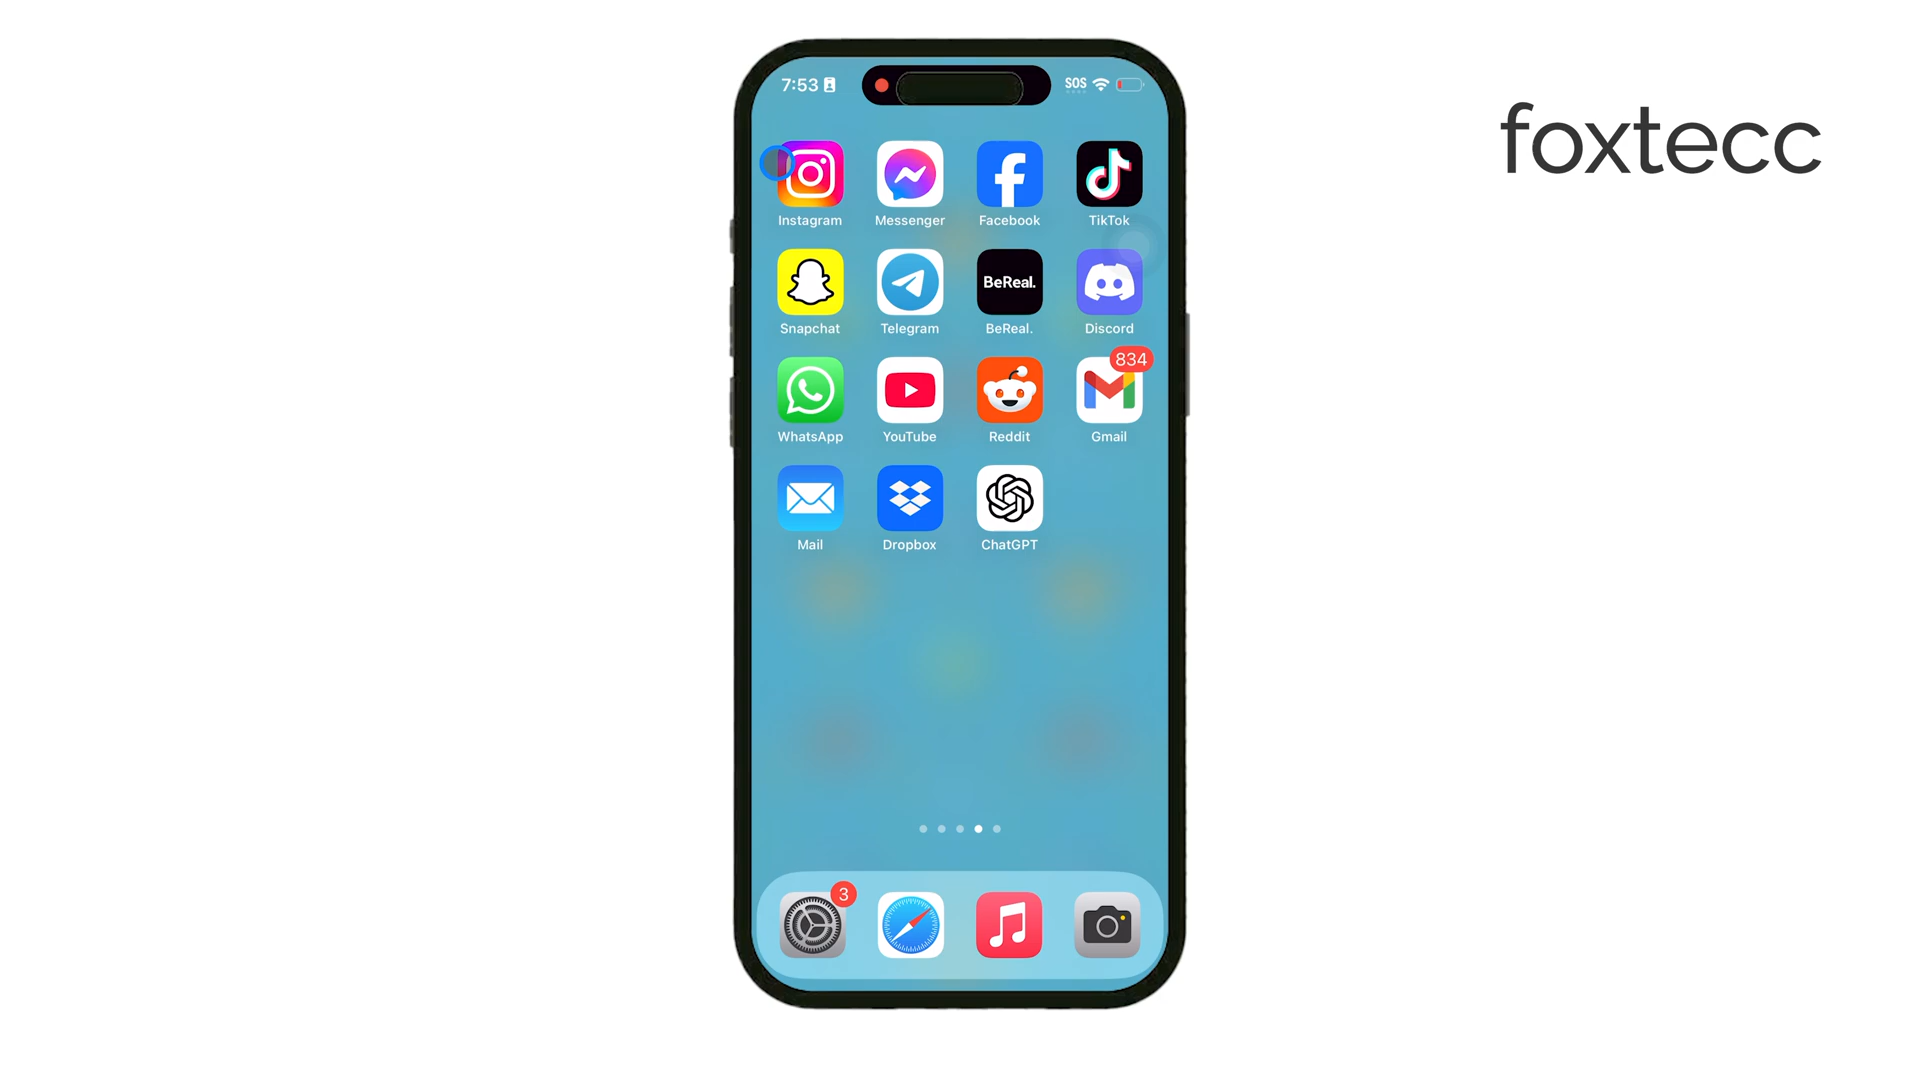 7:53
SOS
foxtecc
Instagram
Messenger
Facebook
TikTok
BeReal.
Snapchat
Telegram
BeReal.
Discord
834
WhatsApp
YouTube
Reddit
Gmail
Mail
Dropbox
ChatGPT
3